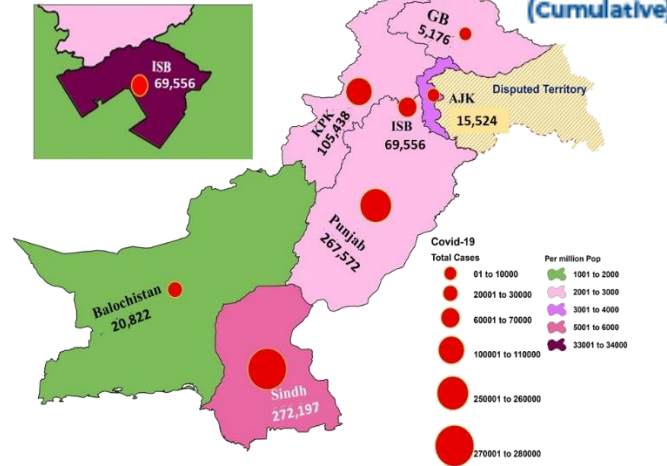 (Cumulative)
GB
5,176
ISB
69,556
Disputed Territory
AJK
15,524
KPK
105,438
ISB
69,556
Punjab
267,572
Balochistan
20,822
Sindh
272,197
Covid-19
Total Cases
01 to 10000
20001 to 30000
60001 to 70000
100001 to 110000
250001 to 260000
270001 to 280000
Per million Pop
1001 to 2000
2001 to 3000
3001 to 4000
5001 to 6000
33001 to 34000